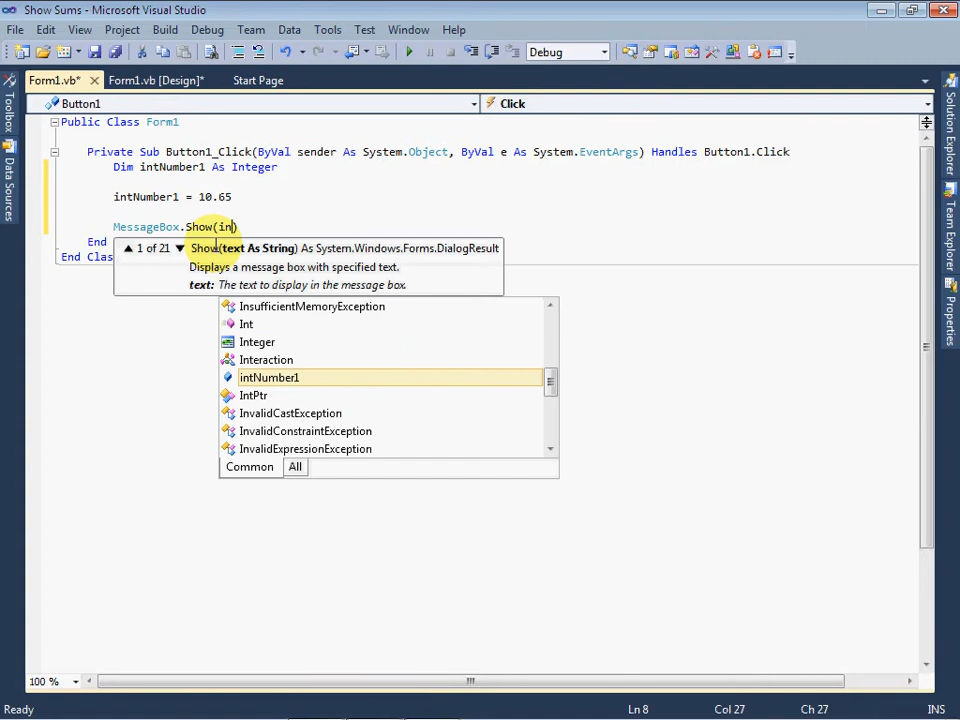 Show Sums - Microsoft Visual Studio
File Edit View Project Build Debug Team Data Tools Test Window Help
Debug
Form1.vb* Form1.vb [Design]* Start Page
Button1 Click
Public Class Form1
Private Sub Button1_Click(ByVal sender As System.Object, ByVal e As System.EventArgs) Handles Button1.Click
Dim intNumber1 As Integer
intNumber1 = 10.65
MessageBox.Show(in)
End
End Clas
1 of 21 Show(text As String) As System.Windows.Forms.DialogResult
Displays a message box with specified text.
text: The text to display in the message box.
InsufficientMemoryException
Int
Integer
Interaction
intNumber1
IntPtr
InvalidCastException
InvalidConstraintException
InvalidExpressionException
Common All
Toolbox
Data Sources
Solution Explorer
Team Explorer
Properties
100 %
Ready Ln 8 Col 27 Ch 27 INS